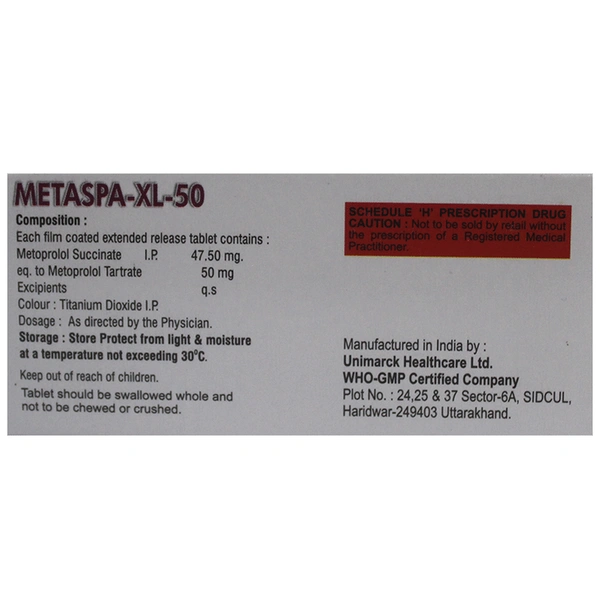 METASPA-XL-50
Composition :
Each film coated extended release tablet contains :
Metoprolol Succinate I.P. 47.50 mg.
eq. to Metoprolol Tartrate 50 mg
Excipients q.s
Colour : Titanium Dioxide I.P.
Dosage : As directed by the Physician.
Storage : Store Protect from light & moisture
at a temperature not exceeding 30°C.
Keep out of reach of children.
Tablet should be swallowed whole and
not to be chewed or crushed.
SCHEDULE 'H' PRESCRIPTION DRUG
CAUTION : Not to be sold by retail without
the prescription of a Registered Medical
Practitioner.
Manufactured in India by :
Unimarck Healthcare Ltd.
WHO-GMP Certified Company
Plot No. : 24,25 & 37 Sector-6A, SIDCUL,
Haridwar-249403 Uttarakhand.